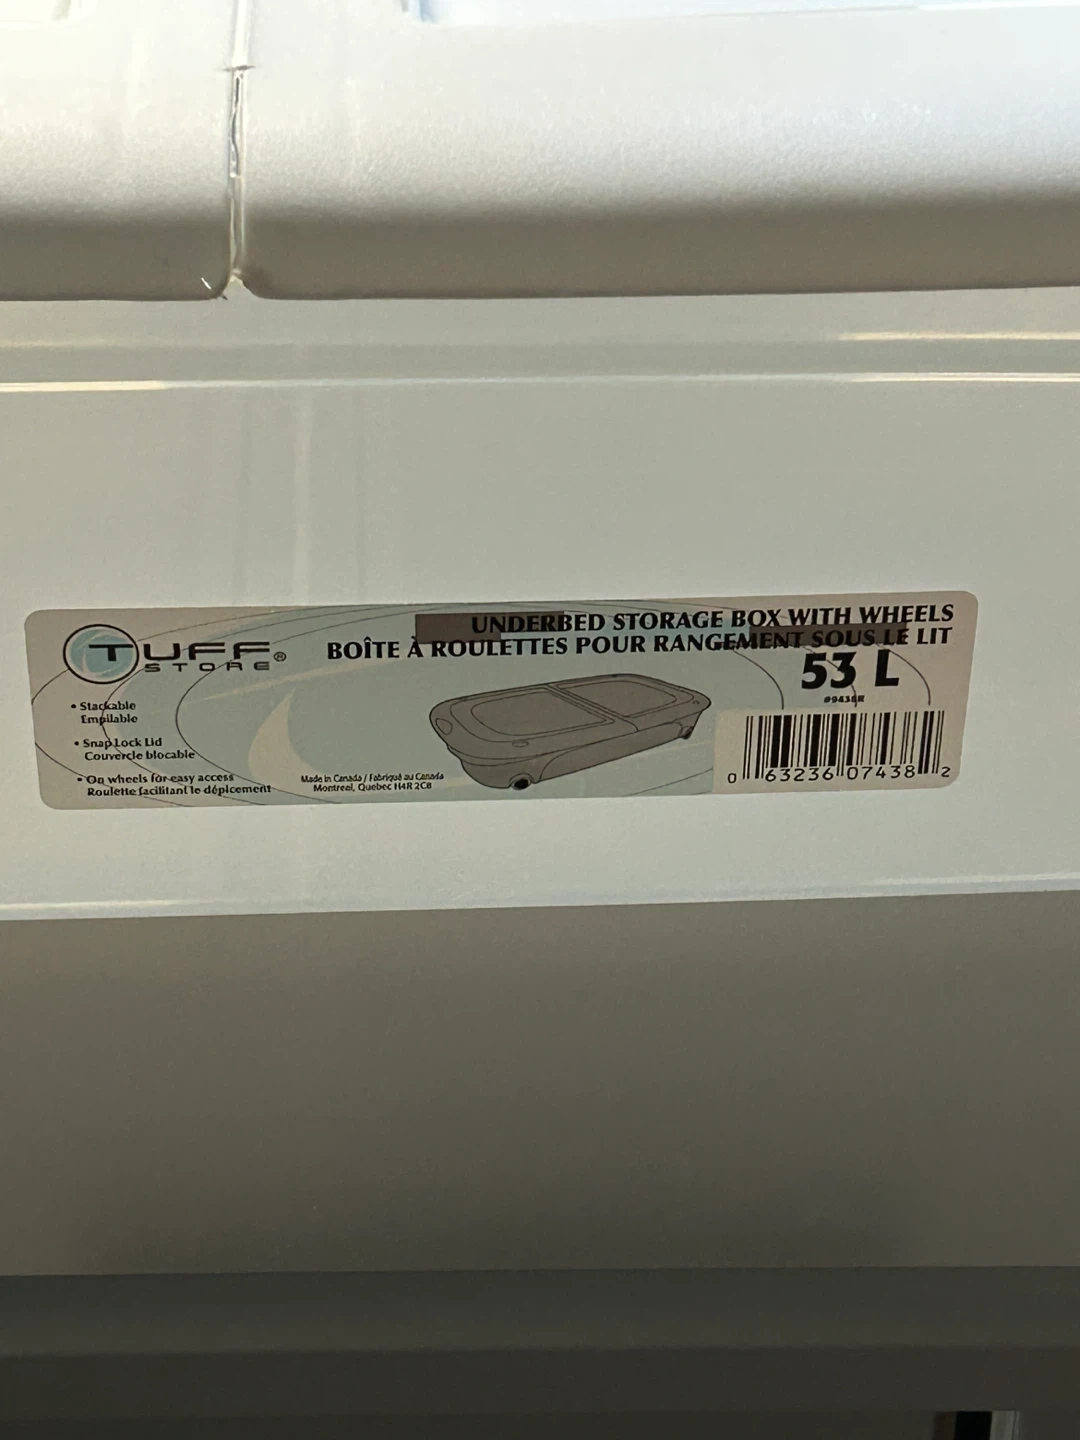 TUFF®
STORE
UNDERBED STORAGE BOX WITH WHEELS
BOÎTE À ROULETTES POUR RANGEMENT SOUS LE LIT
53 L
#9438R
• Stackable
Empilable
• Snap Lock Lid
Couvercle blocable
• On wheels for easy access
Roulette facilitant le déplcement
Made in Canada / Fabriqué au Canada
Montreal, Quebec H4R 2C8
0 63236 07438 2